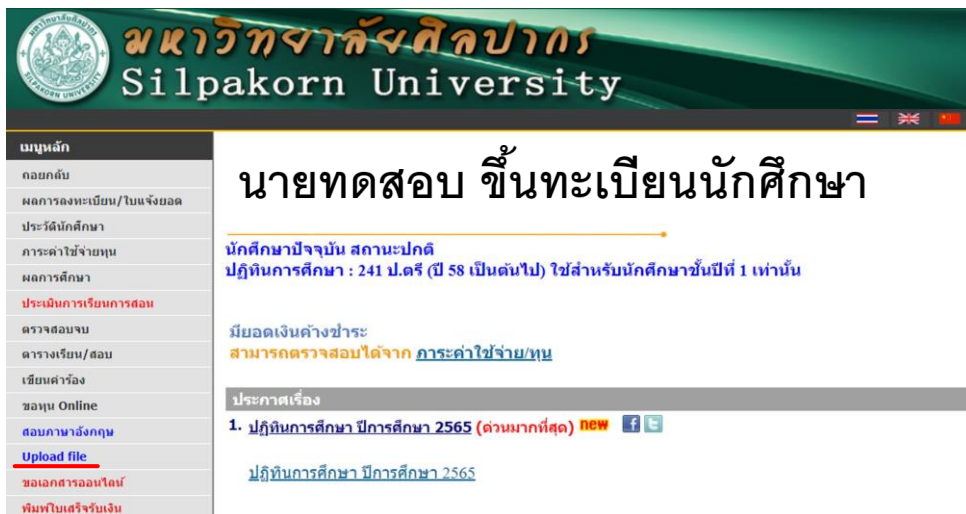 มหาวิทยาลัยศิลปากร
Silpakorn University
เมนูหลัก
ถอยกลับ
ผลการลงทะเบียน/ใบแจ้งยอด
ประวัตินักศึกษา
ภาระค่าใช้จ่ายทุน
ผลการศึกษา
ประเมินการเรียนการสอน
ตรวจสอบจบ
ตารางเรียน/สอบ
เขียนคำร้อง
ขอทุน Online
สอบภาษาอังกฤษ
Upload file
ขอเอกสารออนไลน์
พิมพ์ใบเสร็จรับเงิน
นายทดสอบ ขึ้นทะเบียนนักศึกษา
นักศึกษาปัจจุบัน สถานะปกติ
ปฏิทินการศึกษา : 241 ป.ตรี (ปี 58 เป็นต้นไป) ใช้สำหรับนักศึกษาชั้นปีที่ 1 เท่านั้น
มียอดเงินค้างชำระ
สามารถตรวจสอบได้จาก ภาระค่าใช้จ่าย/ทุน
ประกาศเรื่อง
1. ปฏิทินการศึกษา ปีการศึกษา 2565 (ด่วนมากที่สุด) new
ปฏิทินการศึกษา ปีการศึกษา 2565